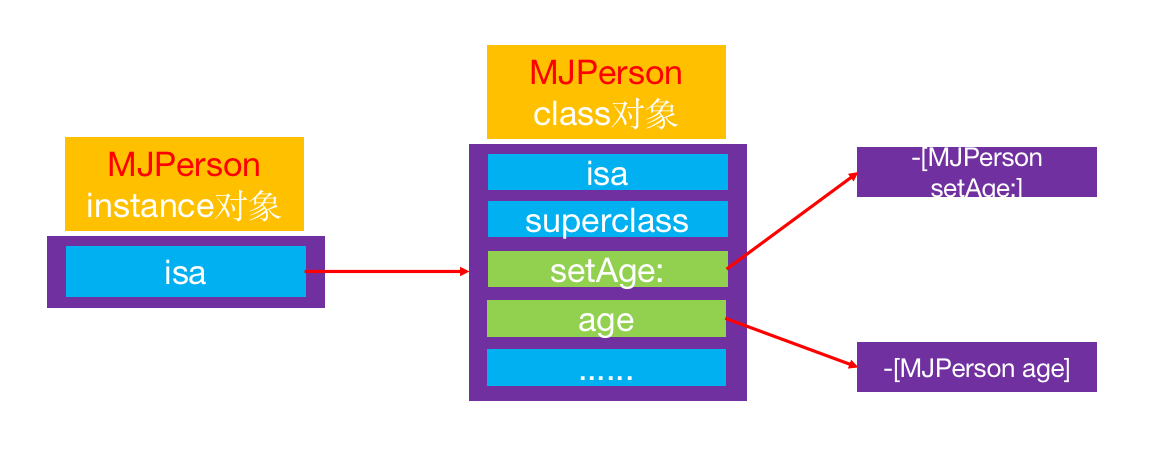 MJPerson
instance对象
isa
MJPerson
class对象
isa
superclass
setAge:
age
......
-[MJPerson
setAge:]
-[MJPerson age]